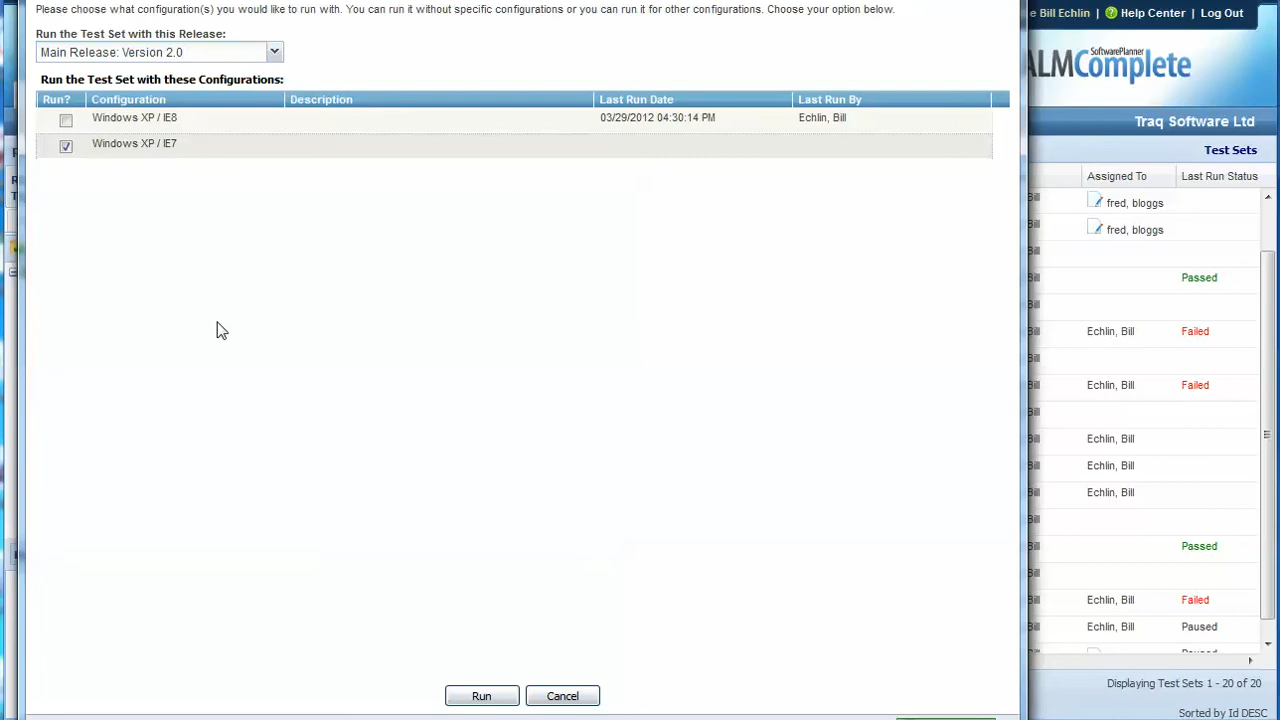 Please choose what configuration(s) you would like to run with. You can run it without specific configurations or you can run it for other configurations. Choose your option below.
e Bill Echlin | Help Center | Log Out
Run the Test Set with this Release:
Main Release: Version 2.0
SoftwarePlanner
ALMComplete
Run the Test Set with these Configurations:
Run? Configuration Description Last Run Date Last Run By
Windows XP / IE8 03/29/2012 04:30:14 PM Echlin, Bill
Windows XP / IE7
Traq Software Ltd
Test Sets
Assigned To Last Run Status
fred, bloggs
fred, bloggs
Passed
Echlin, Bill Failed
Echlin, Bill Failed
Echlin, Bill
Echlin, Bill
Echlin, Bill
Passed
Echlin, Bill Failed
Echlin, Bill Paused
Run Cancel
Displaying Test Sets 1 - 20 of 20
Sorted by Id DESC